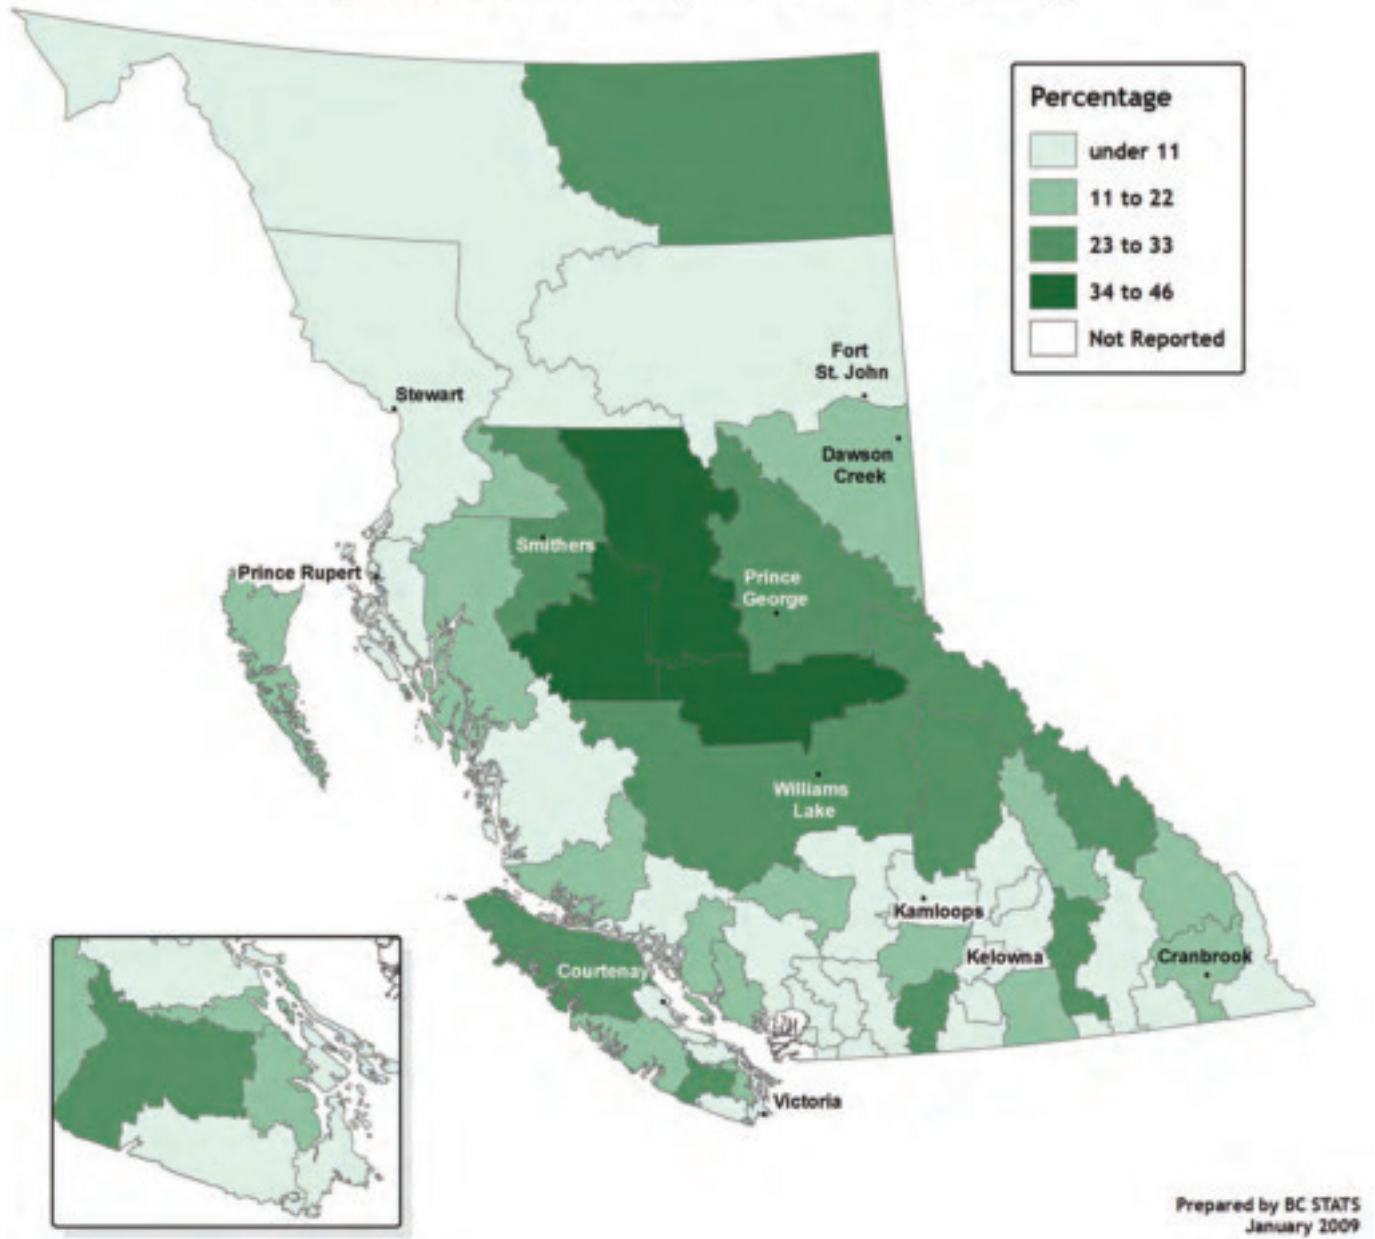 Percentage
under 11
11 to 22
23 to 33
34 to 46
Not Reported
Fort
St. John
Stewart
Dawson
Creek
Smithers
Prince Rupert
Prince
George
Williams
Lake
Kamloops
Kelowna
Cranbrook
Courtenay
Victoria
Prepared by BC STATS
January 2009